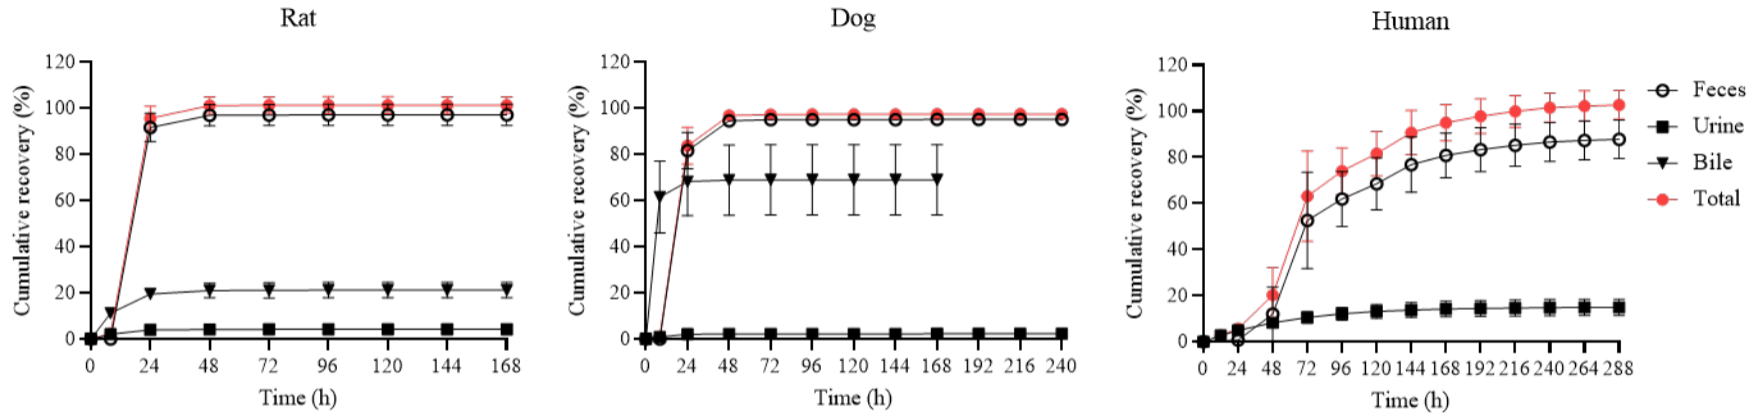 Rat
Cumulative recovery (%)
120
100
80
60
40
20
0
0 24 48 72 96 120 144 168
Time (h)
Dog
Cumulative recovery (%)
120
100
80
60
40
20
0
0 24 48 72 96 120 144 168 192 216 240
Time (h)
Human
Cumulative recovery (%)
120
100
80
60
40
20
0
0 24 48 72 96 120 144 168 192 216 240 264 288
Time (h)
Feces
Urine
Bile
Total